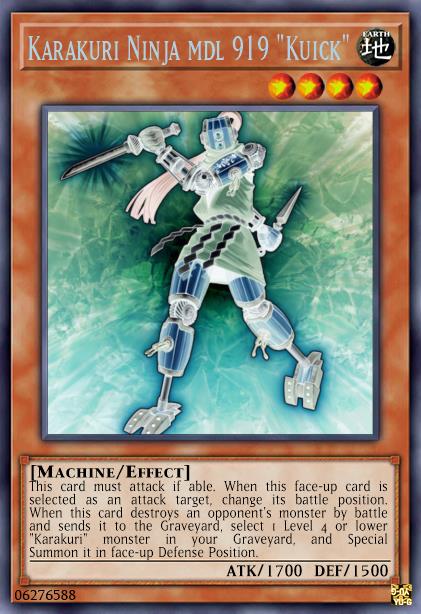 KARAKURI NINJA MDL 919 "KUICK"
EARTH
地
[MACHINE/EFFECT]
This card must attack if able. When this face-up card is
selected as an attack target, change its battle position.
When this card destroys an opponent's monster by battle
and sends it to the Graveyard, select 1 Level 4 or lower
"Karakuri" monster in your Graveyard, and Special
Summon it in face-up Defense Position.
ATK/1700 DEF/1500
06276588